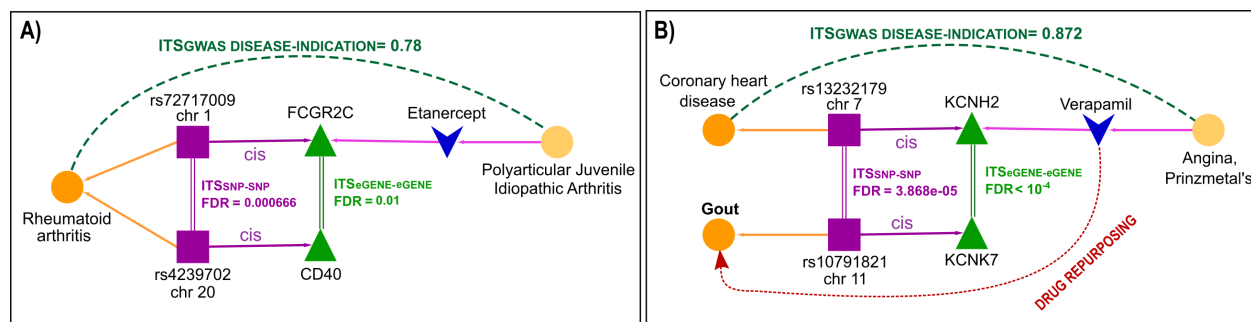 A)
ITSGWAS DISEASE-INDICATION= 0.78
rs72717009
chr 1
FCGR2C
Etanercept
cis
Polyarticular Juvenile
Idiopathic Arthritis
ITSSNP-SNP
FDR = 0.000666
ITSeGENE-eGENE
FDR = 0.01
Rheumatoid
arthritis
cis
rs4239702
chr 20
CD40
B)
ITSGWAS DISEASE-INDICATION= 0.872
Coronary heart
disease
rs13232179
chr 7
KCNH2
Verapamil
cis
Angina,
Prinzmetal's
ITSSNP-SNP
FDR = 3.868e-05
ITSeGENE-eGENE
FDR < 10-4
Gout
cis
rs10791821
chr 11
KCNK7
DRUG REPURPOSING